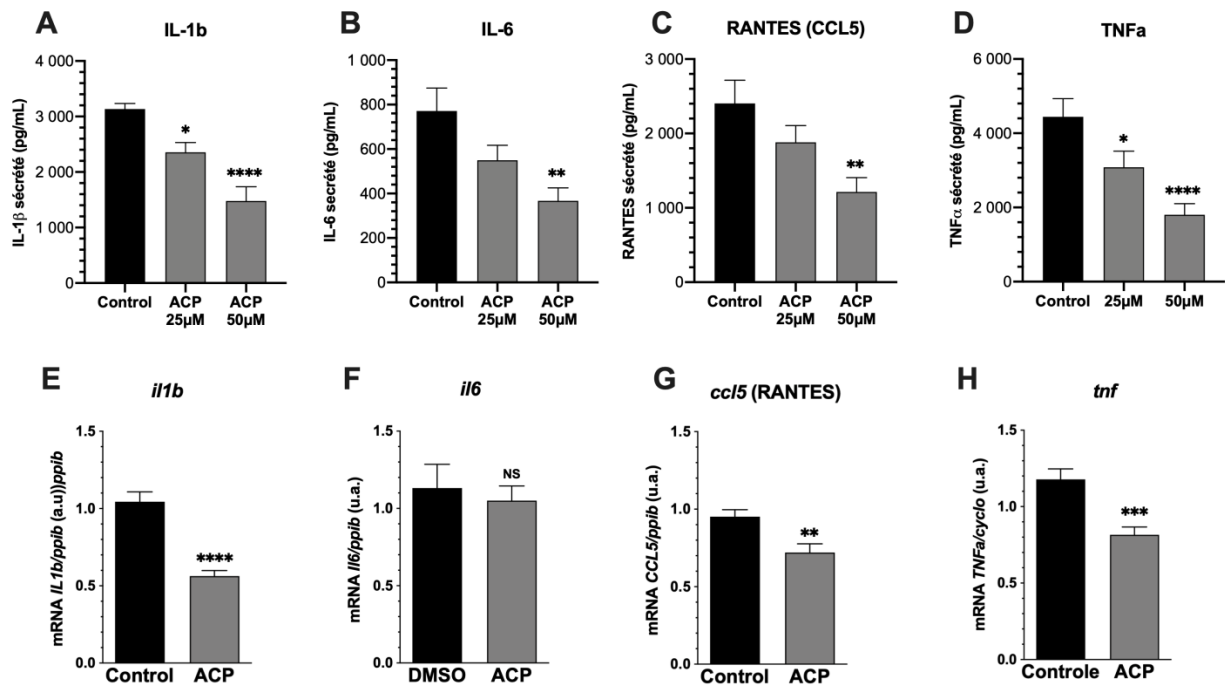 A
IL-1b
IL-1β sécrété (pg/mL)
4 000
3 000
2 000
1 000
0
Control
ACP
25µM
ACP
50µM
*
****
B
IL-6
IL-6 secrété (pg/mL)
1 000
800
600
400
200
0
Control
ACP
25µM
ACP
50µM
**
C
RANTES (CCL5)
RANTES sécrété (pg/mL)
3 000
2 000
1 000
0
Control
ACP
25µM
ACP
50µM
**
D
TNFa
TNFα sécrété (pg/mL)
6 000
4 000
2 000
0
Control
25µM
50µM
*
****
E
il1b
mRNA IL1b/ppib (a.u))ppib
1.5
1.0
0.5
0.0
Control
ACP
****
F
il6
mRNA Il6/ppib (u.a.)
1.5
1.0
0.5
0.0
DMSO
ACP
NS
G
ccl5 (RANTES)
mRNA CCL5/ppib (u.a.)
1.5
1.0
0.5
0.0
Control
ACP
**
H
tnf
mRNA TNFa/cyclo (u.a.)
1.5
1.0
0.5
0.0
Controle
ACP
***